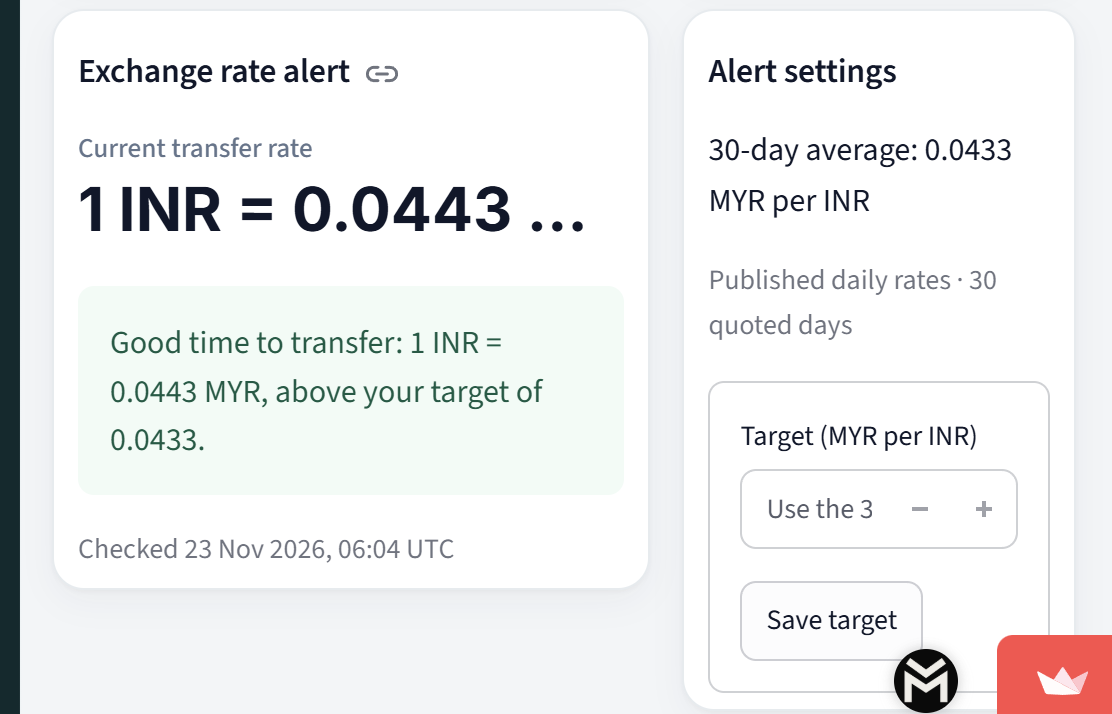 Exchange rate alert
Current transfer rate
1 INR = 0.0443 ...
Good time to transfer: 1 INR =
0.0443 MYR, above your target of
0.0433.
Checked 23 Nov 2026, 06:04 UTC
Alert settings
30-day average: 0.0433
MYR per INR
Published daily rates · 30
quoted days
Target (MYR per INR)
Use the 3
Save target